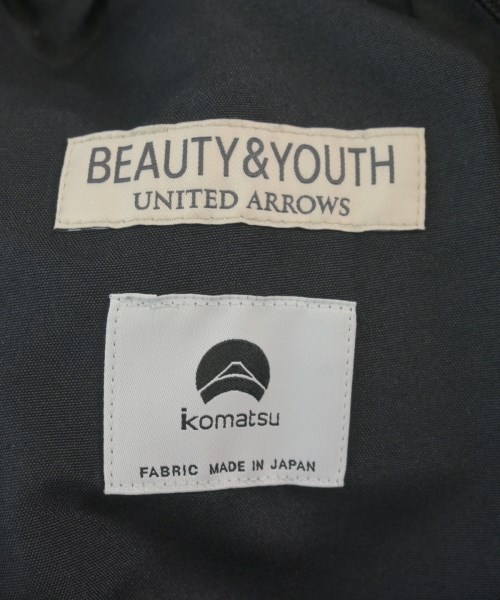 BEAUTY&YOUTH
UNITED ARROWS
komatsu
FABRIC MADE IN JAPAN